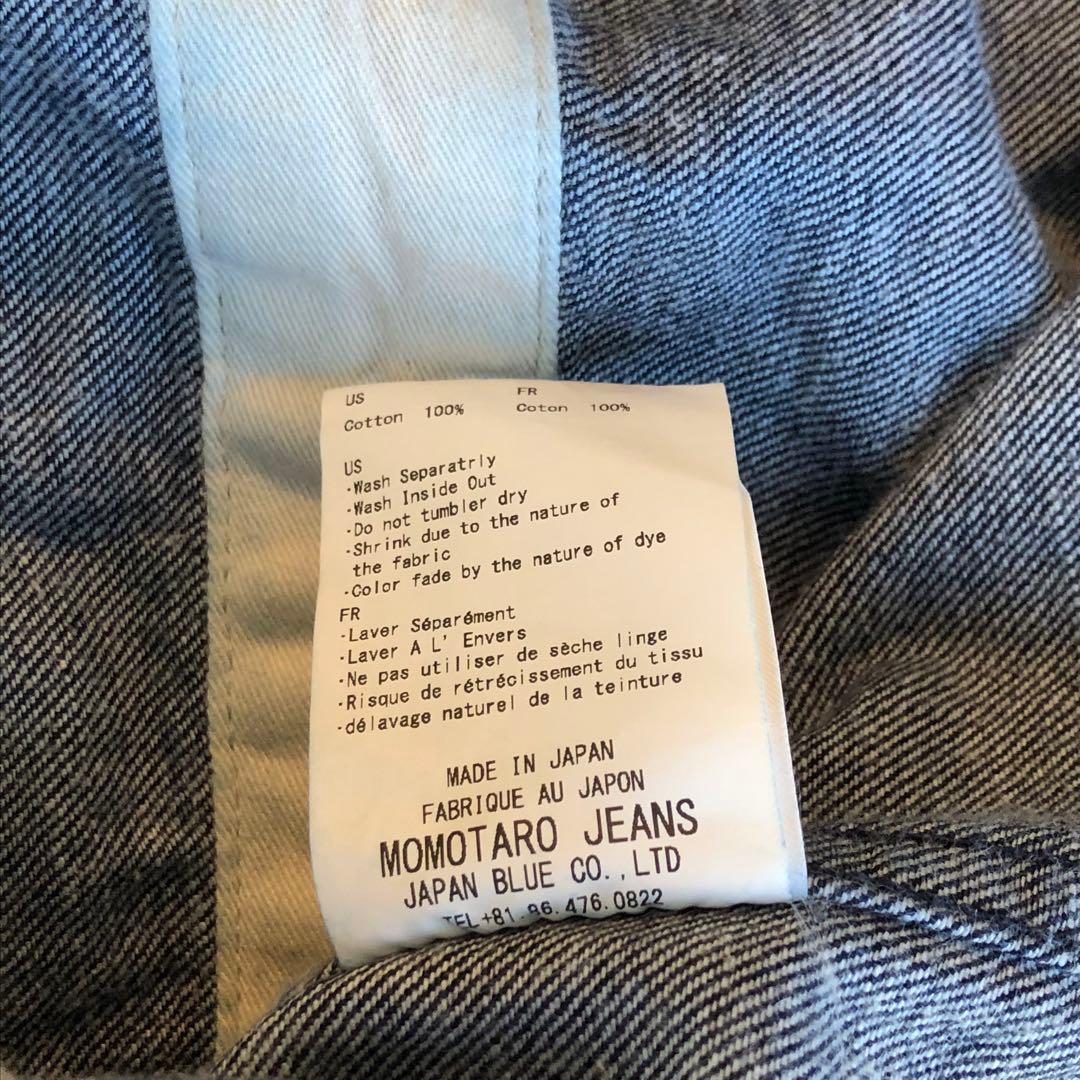 US
Cotton 100%
FR
Coton 100%
US
·Wash Separatrly
·Wash Inside Out
·Do not tumbler dry
·Shrink due to the nature of
the fabric
·Color fade by the nature of dye
FR
·Laver Séparément
·Laver A L' Envers
·Ne pas utiliser de sèche linge
·Risque de rétrécissement du tissu
·délavage naturel de la teinture
MADE IN JAPAN
FABRIQUE AU JAPON
MOMOTARO JEANS
JAPAN BLUE CO.,LTD
TEL+81.86.476.0822